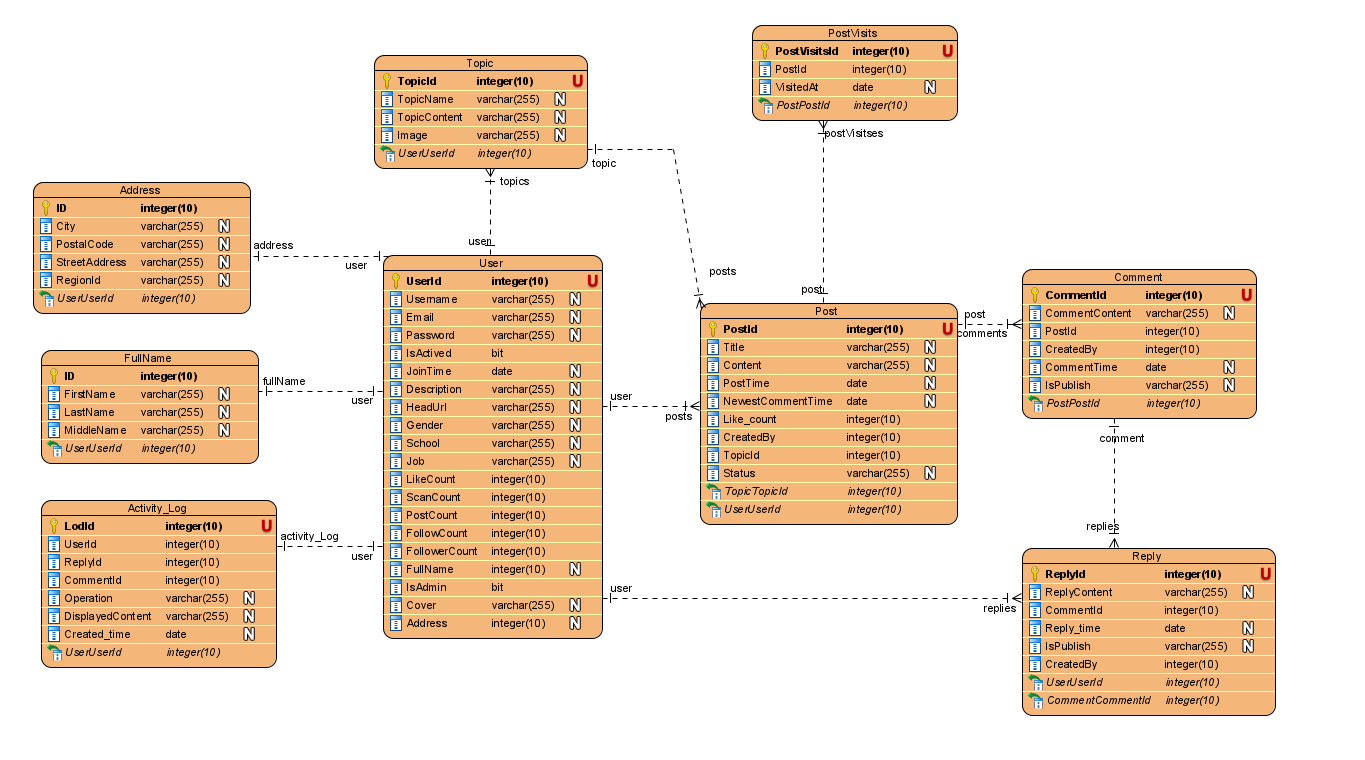 PostVisits
PostVisitsId integer(10) U
PostId integer(10)
VisitedAt date N
PostPostId integer(10)
postVisitses
post
Topic
TopicId integer(10) U
TopicName varchar(255) N
TopicContent varchar(255) N
Image varchar(255) N
UserUserId integer(10)
topic
topics
user
posts
Address
ID integer(10)
City varchar(255) N
PostalCode varchar(255) N
StreetAddress varchar(255) N
RegionId varchar(255) N
UserUserId integer(10)
address
user
FullName
ID integer(10)
FirstName varchar(255) N
LastName varchar(255) N
MiddleName varchar(255) N
UserUserId integer(10)
fullName
user
Activity_Log
LodId integer(10) U
UserId integer(10)
ReplyId integer(10)
CommentId integer(10)
Operation varchar(255) N
DisplayedContent varchar(255) N
Created_time date N
UserUserId integer(10)
activity_Log
user
User
UserId integer(10) U
Username varchar(255) N
Email varchar(255) N
Password varchar(255) N
IsActived bit
JoinTime date N
Description varchar(255) N
HeadUrl varchar(255) N
Gender varchar(255) N
School varchar(255) N
Job varchar(255) N
LikeCount integer(10)
ScanCount integer(10)
PostCount integer(10)
FollowCount integer(10)
FollowerCount integer(10)
FullName integer(10) N
IsAdmin bit
Cover varchar(255) N
Address integer(10) N
user
posts
user
replies
Post
PostId integer(10) U
Title varchar(255) N
Content varchar(255) N
PostTime date N
NewestCommentTime date N
Like_count integer(10)
CreatedBy integer(10)
TopicId integer(10)
Status varchar(255) N
TopicTopicId integer(10)
UserUserId integer(10)
post
comments
Comment
CommentId integer(10) U
CommentContent varchar(255) N
PostId integer(10)
CreatedBy integer(10)
CommentTime date N
IsPublish varchar(255) N
PostPostId integer(10)
comment
replies
Reply
ReplyId integer(10) U
ReplyContent varchar(255) N
CommentId integer(10)
Reply_time date N
IsPublish varchar(255) N
CreatedBy integer(10)
UserUserId integer(10)
CommentCommentId integer(10)